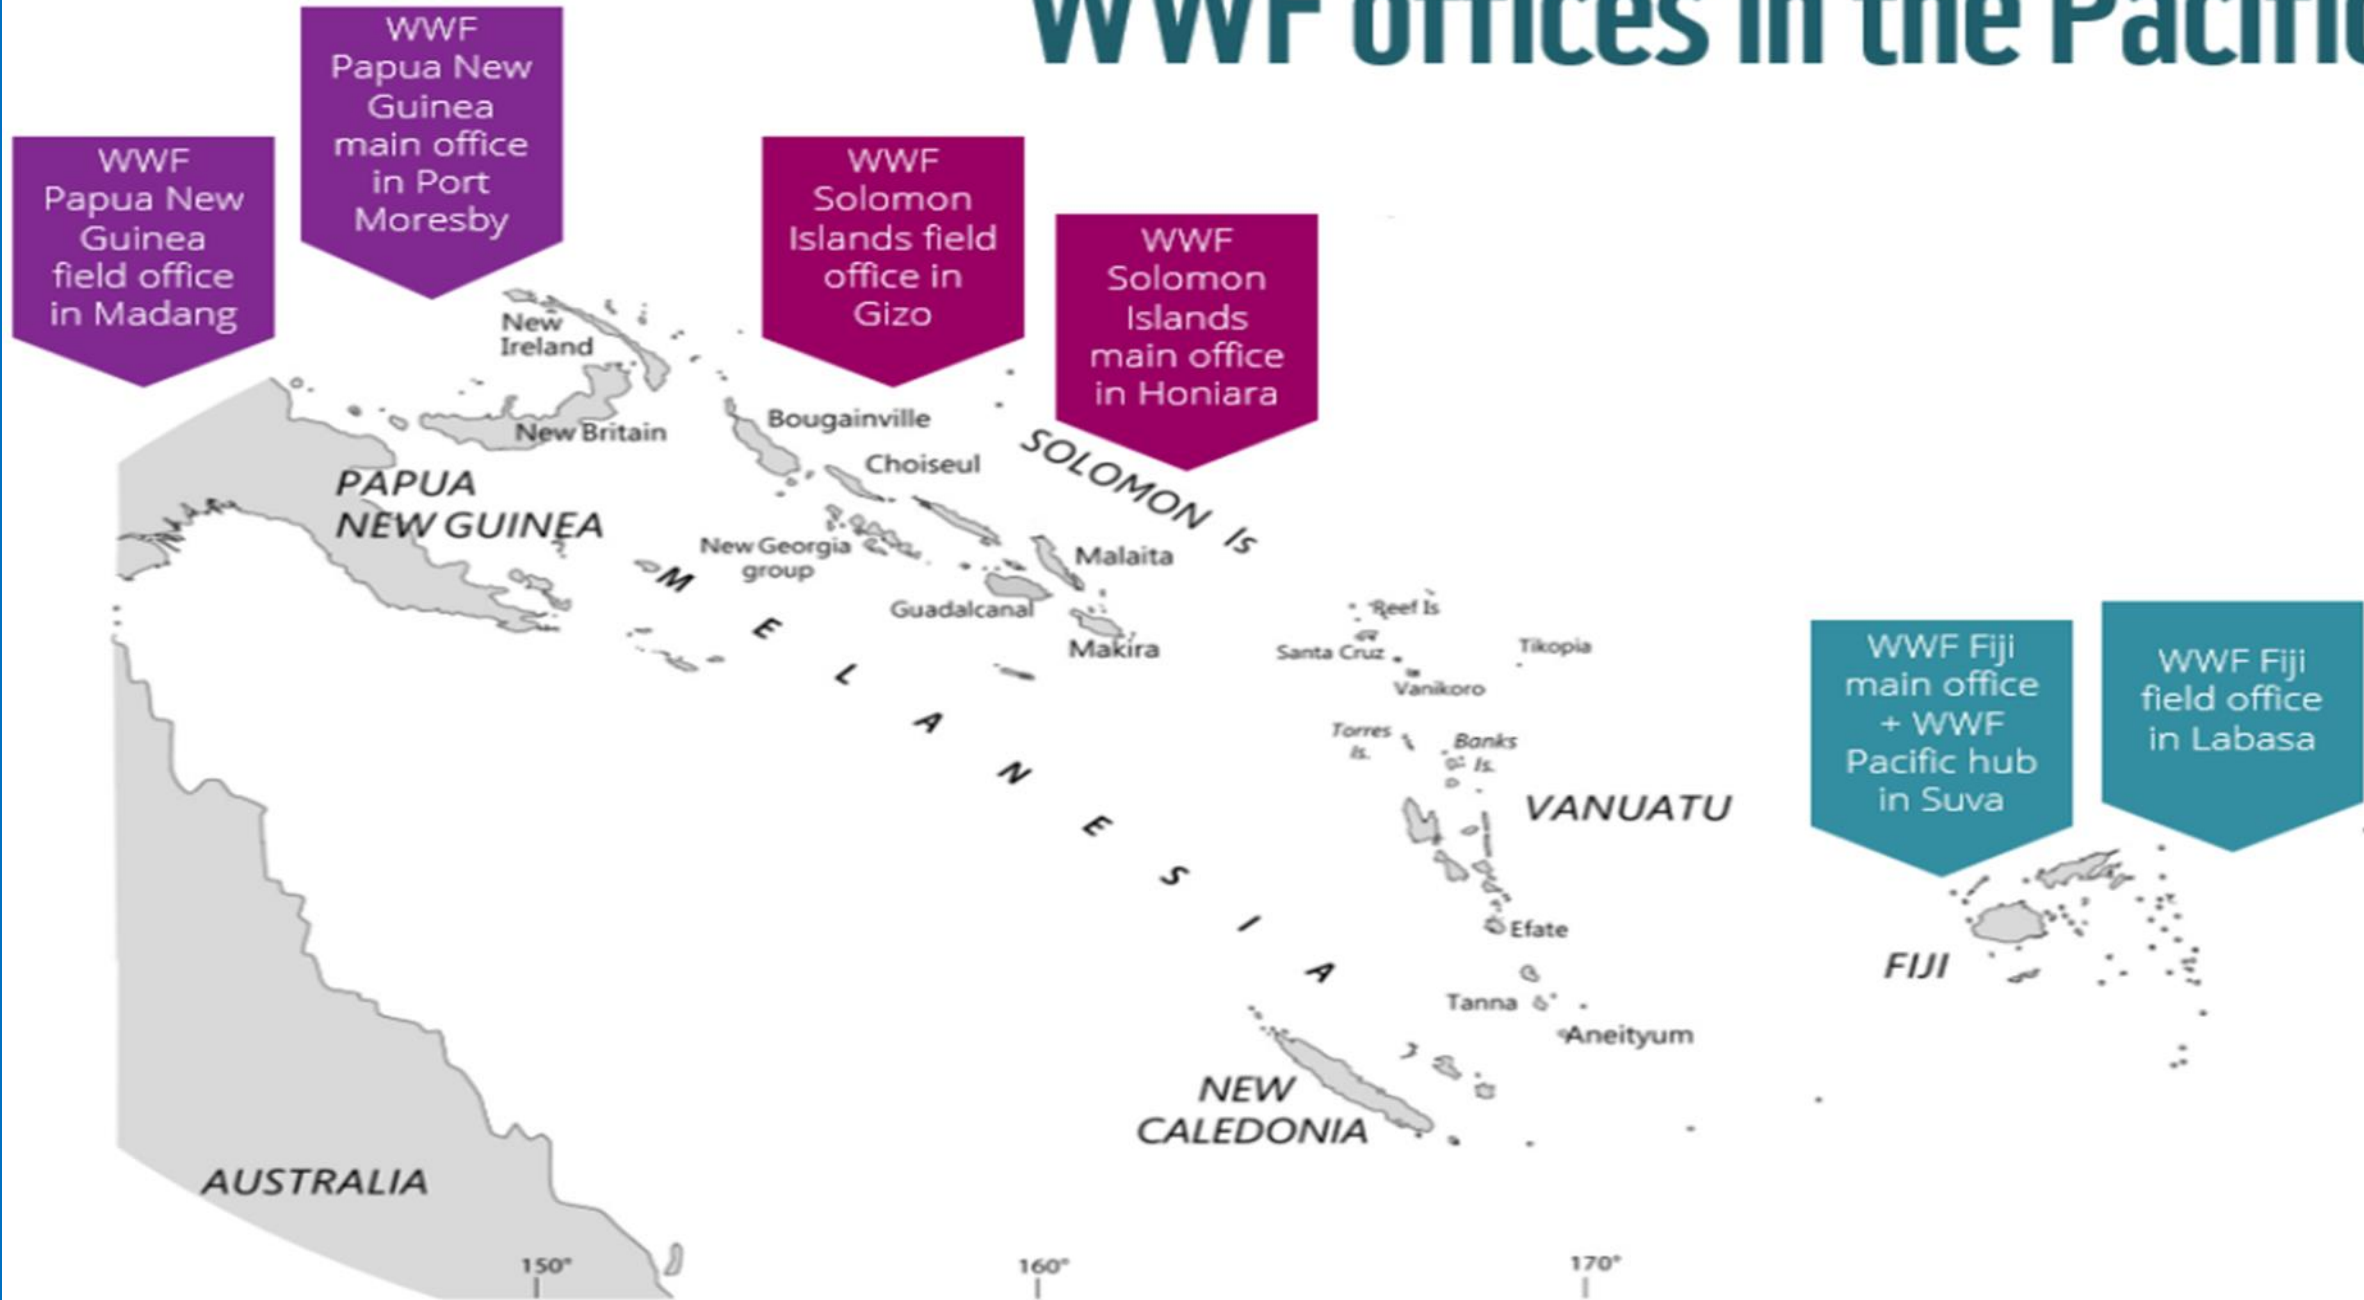 WWF offices in the Pacific
WWF
Papua New
Guinea
main office
in Port
Moresby
WWF
Papua New
Guinea
field office
in Madang
WWF
Solomon
Islands field
office in
Gizo
WWF
Solomon
Islands
main office
in Honiara
New
Ireland
New Britain
Bougainville
Choiseul
SOLOMON Is
PAPUA
NEW GUINEA
New Georgia
group
Malaita
Guadalcanal
Makira
MELANESIA
Reef Is
Santa Cruz
Tikopia
Vanikoro
Torres
Is.
Banks
Is.
VANUATU
WWF Fiji
main office
+ WWF
Pacific hub
in Suva
WWF Fiji
field office
in Labasa
Efate
FIJI
Tanna
Aneityum
NEW
CALEDONIA
AUSTRALIA
150°
160°
170°